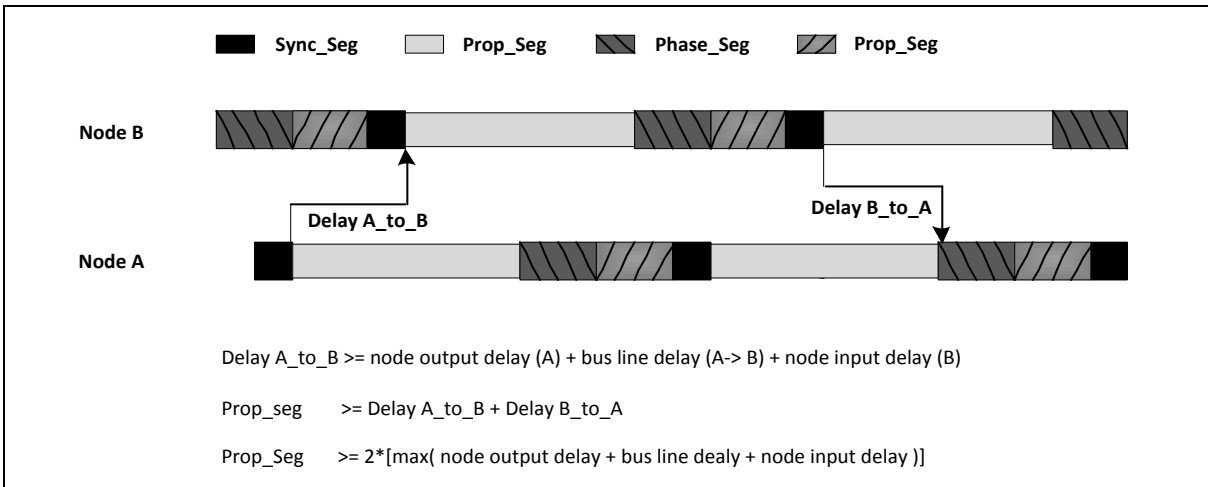 Sync_Seg Prop_Seg Phase_Seg Prop_Seg
Node B
Delay A_to_B
Delay B_to_A
Node A
Delay A_to_B >= node output delay (A) + bus line delay (A-> B) + node input delay (B)
Prop_seg >= Delay A_to_B + Delay B_to_A
Prop_Seg >= 2*[max( node output delay + bus line dealy + node input delay )]